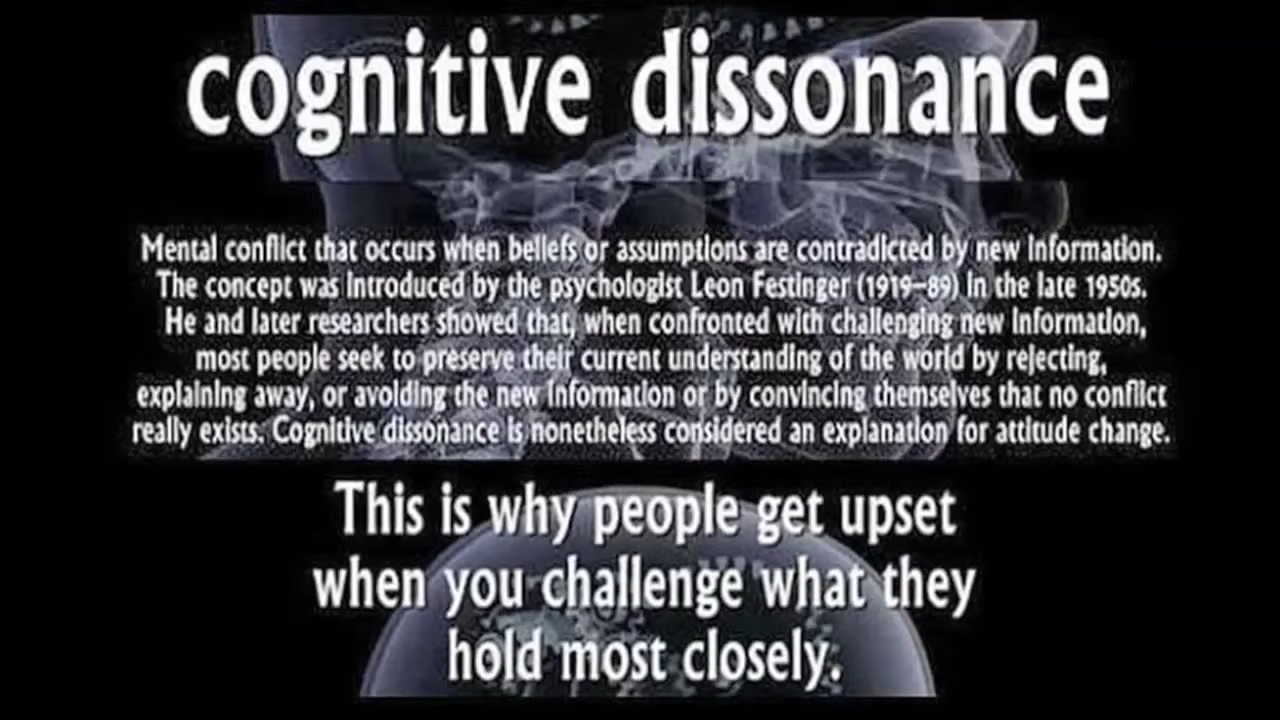 cognitive dissonance
Mental conflict that occurs when beliefs or assumptions are contradicted by new information.
The concept was introduced by the psychologist Leon Festinger (1919–89) in the late 1950s.
He and later researchers showed that, when confronted with challenging new information,
most people seek to preserve their current understanding of the world by rejecting,
explaining away, or avoiding the new information or by convincing themselves that no conflict
really exists. Cognitive dissonance is nonetheless considered an explanation for attitude change.
This is why people get upset
when you challenge what they
hold most closely.